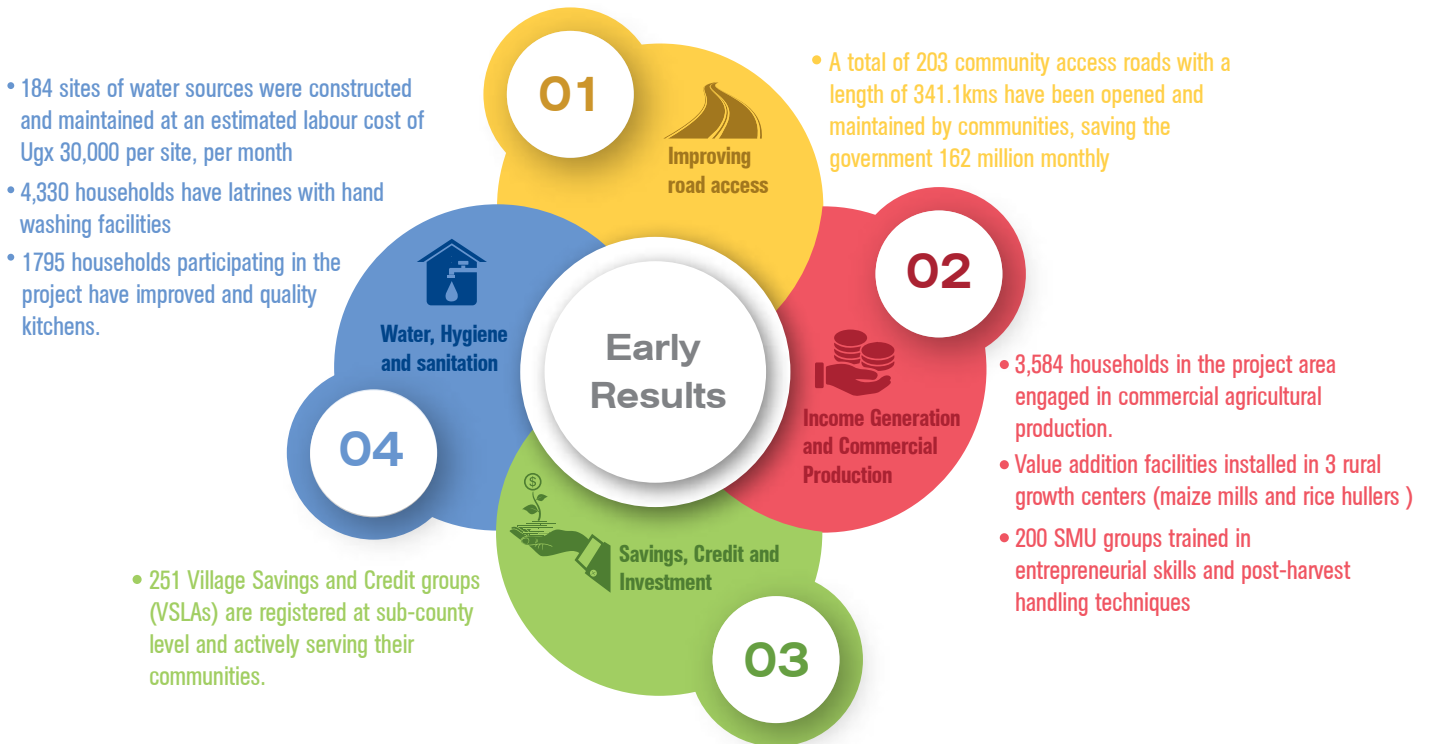 Early
Results
01
Improving
road access
• A total of 203 community access roads with a
length of 341.1kms have been opened and
maintained by communities, saving the
government 162 million monthly
02
Income Generation
and Commercial
Production
• 3,584 households in the project area
engaged in commercial agricultural
production.
• Value addition facilities installed in 3 rural
growth centers (maize mills and rice hullers )
• 200 SMU groups trained in
entrepreneurial skills and post-harvest
handling techniques
03
$
Savings, Credit and
Investment
• 251 Village Savings and Credit groups
(VSLAs) are registered at sub-county
level and actively serving their
communities.
04
Water, Hygiene
and sanitation
• 184 sites of water sources were constructed
and maintained at an estimated labour cost of
Ugx 30,000 per site, per month
• 4,330 households have latrines with hand
washing facilities
• 1795 households participating in the
project have improved and quality
kitchens.